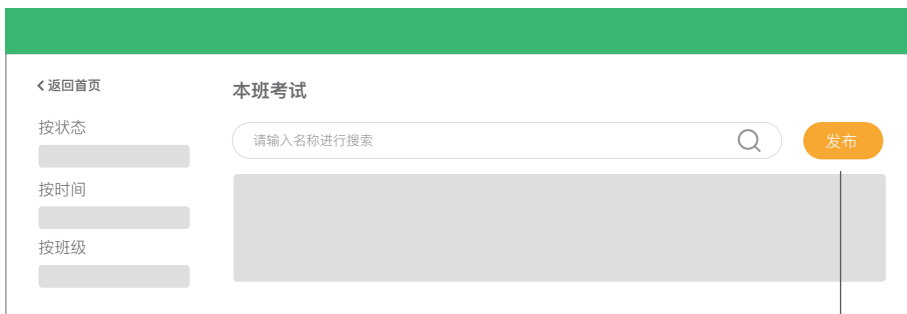 返回首页
本班考试
按状态
请输入名称进行搜索
发布
按时间
按班级